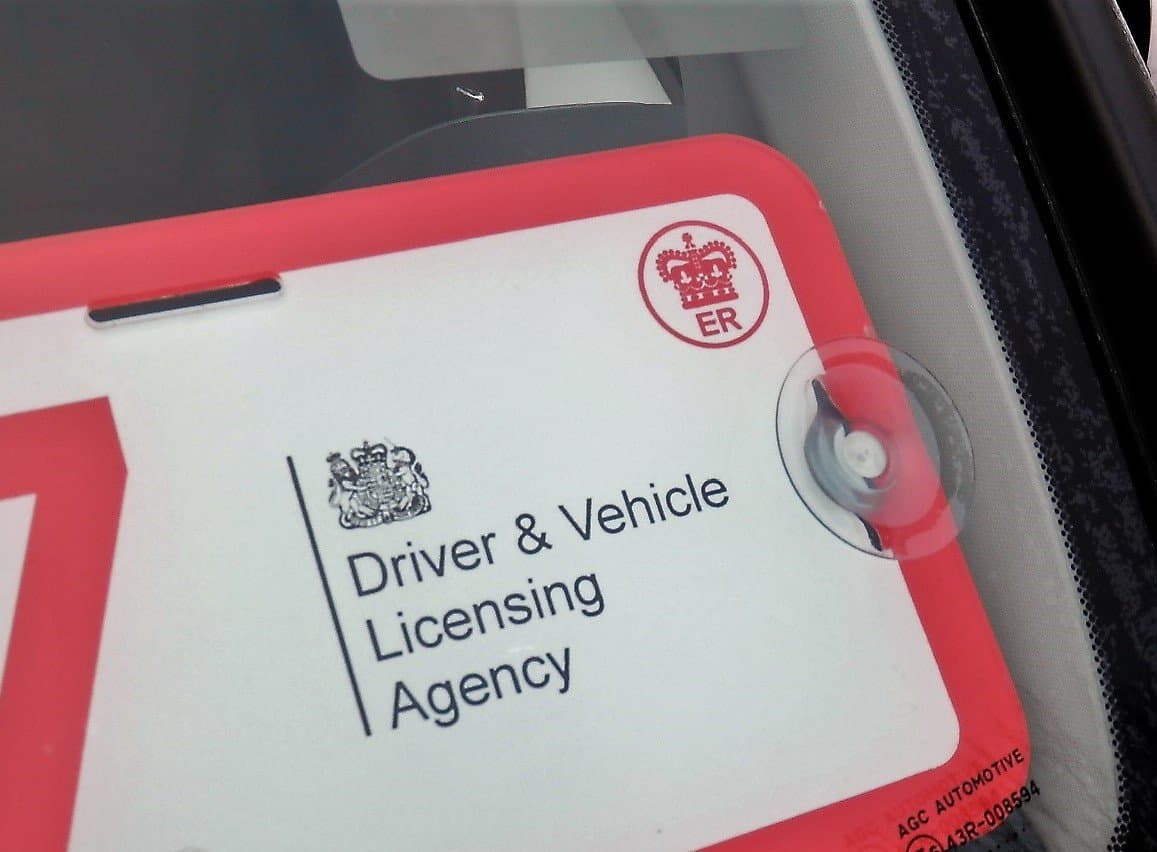 ER
Driver & Vehicle
Licensing
Agency
AGC AUTOMOTIVE
43R-008594